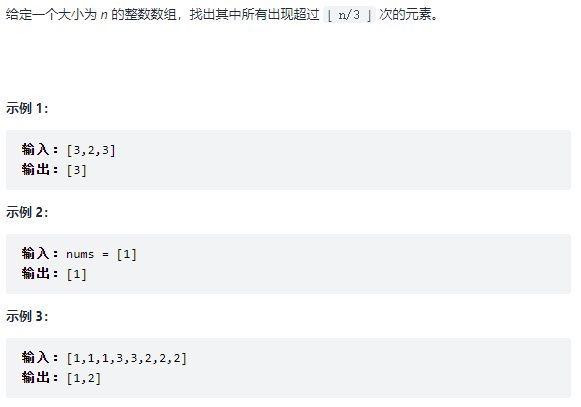 给定一个大小为 n 的整数数组，找出其中所有出现超过 ⌊ n/3 ⌋ 次的元素。
示例 1：
输入：[3,2,3]
输出：[3]
示例 2：
输入：nums = [1]
输出：[1]
示例 3：
输入：[1,1,1,3,3,2,2,2]
输出：[1,2]